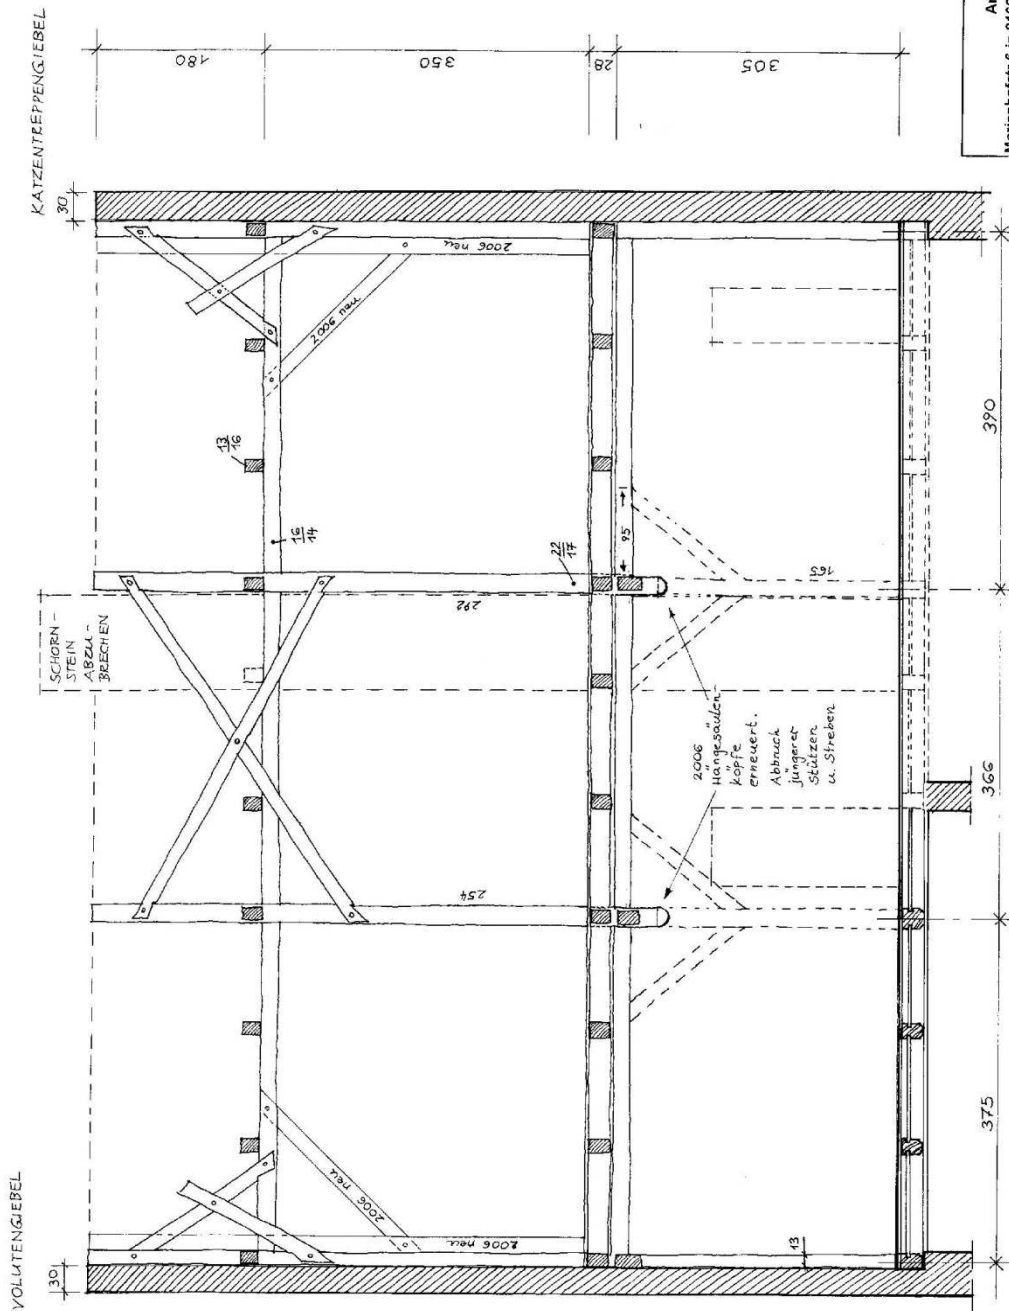 KATZENTREPPENGIEBEL
VOLUTENGIEBEL
30
30
180
350
28
305
2006 neu
2006 neu
13
16
16
14
22
17
95
165
SCHORN-
STEIN
ABZU-
BRECHEN
292
2006
Hängesäulen-
köpfe
erneuert.
Abbruch
jüngerer
Stützen
u. Streben
254
2006 neu
2006 neu
13
390
366
375